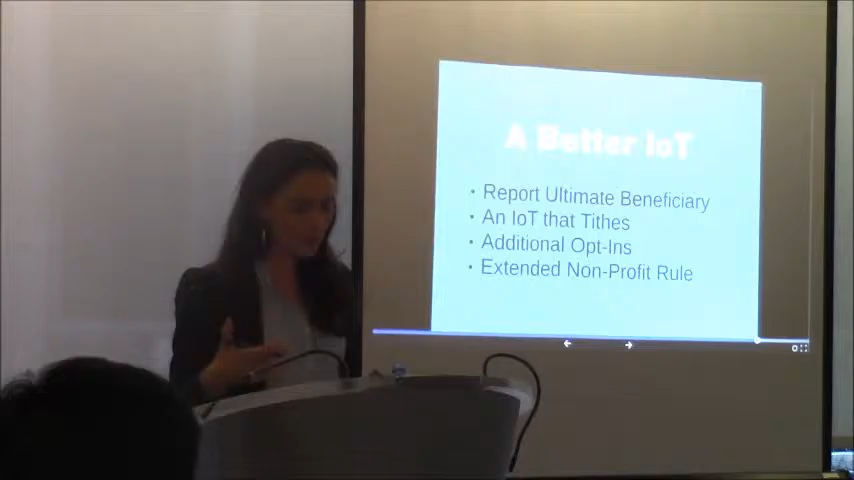 A Better IoT
• Report Ultimate Beneficiary
• An IoT that Tithes
• Additional Opt-Ins
• Extended Non-Profit Rule